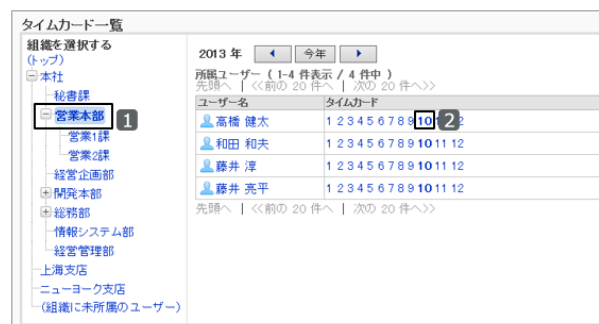 タイムカード一覧
組織を選択する
(トップ)
本社
秘書課
営業本部 1
営業1課
営業2課
経営企画部
開発本部
総務部
情報システム部
経営管理部
上海支店
ニューヨーク支店
(組織に未所属のユーザー)
2013 年 今年
所属ユーザー ( 1-4 件表示 / 4 件中 )
先頭へ | <<前の 20 件へ | 次の 20 件へ>>
ユーザー名 タイムカード
高橋 健太 1 2 3 4 5 6 7 8 9 10 1 2 2
和田 和夫 1 2 3 4 5 6 7 8 9 10 11 12
藤井 淳 1 2 3 4 5 6 7 8 9 10 11 12
藤井 亮平 1 2 3 4 5 6 7 8 9 10 11 12
先頭へ | <<前の 20 件へ | 次の 20 件へ>>